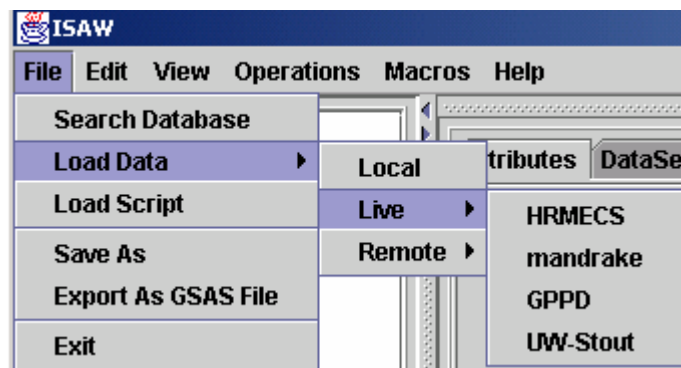 ISAW
File Edit View Operations Macros Help
Search Database
Load Data
Load Script
Save As
Export As GSAS File
Exit
Local
Live
Remote
tributes DataSe
HRMECS
mandrake
GPPD
UW-Stout